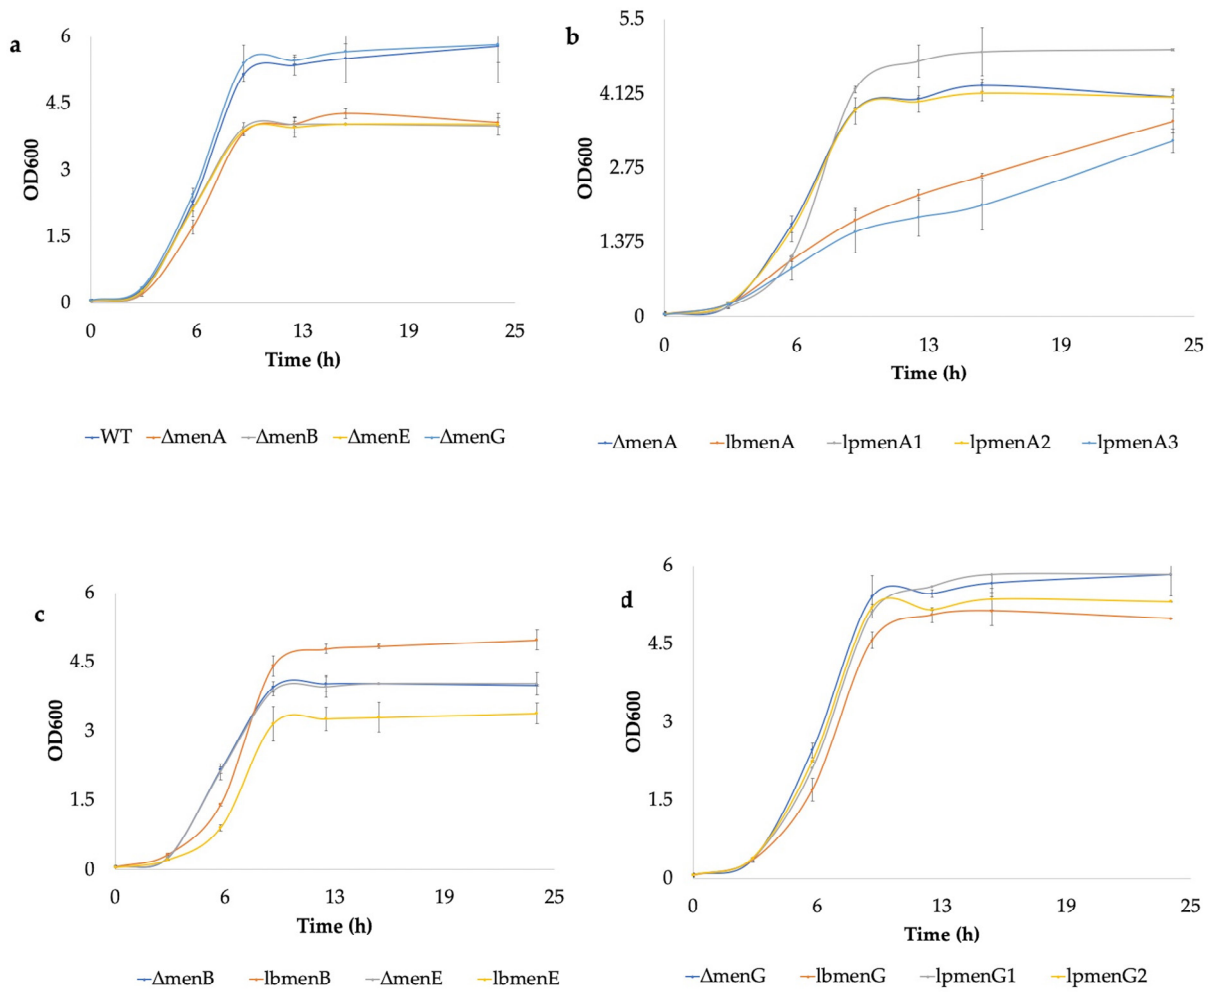 a
6
4.5
3
1.5
0
OD600
0 6 13 19 25
Time (h)
WT ΔmenA ΔmenB ΔmenE ΔmenG
b
5.5
4.125
2.75
1.375
0
OD600
0 6 13 19 25
Time (h)
ΔmenA lbmenA lpmenA1 lpmenA2 lpmenA3
c
6
4.5
3
1.5
0
OD600
0 6 13 19 25
Time (h)
ΔmenB lbmenB ΔmenE lbmenE
d
6
4.5
3
1.5
0
OD600
0 6 13 19 25
Time (h)
ΔmenG lbmenG lpmenG1 lpmenG2